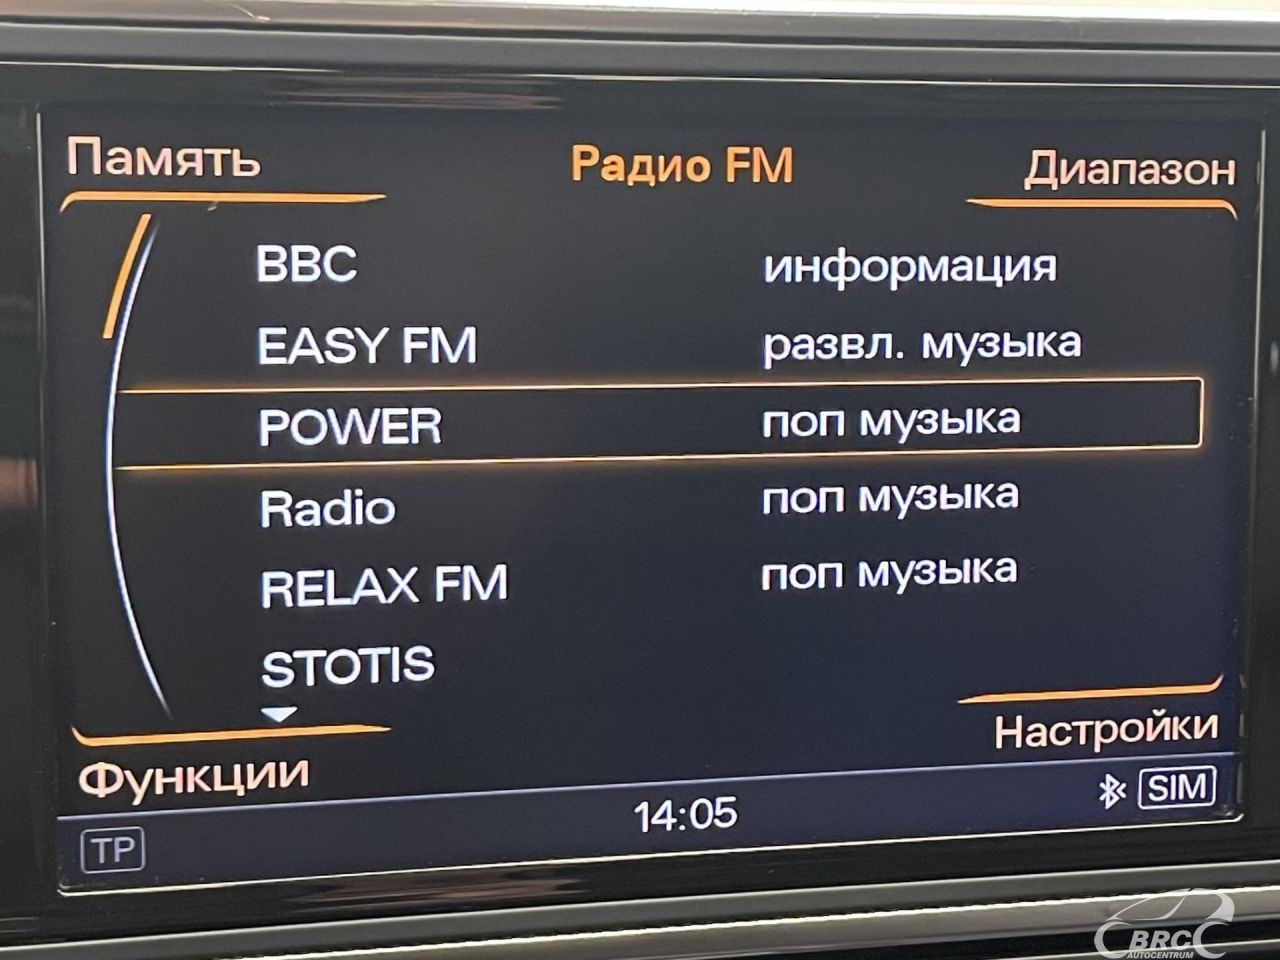 Память Радио FM Диапазон
BBC информация
EASY FM развл. музыка
POWER поп музыка
Radio поп музыка
RELAX FM поп музыка
STOTIS
Настройки
Функции
TP 14:05 SIM
BRC
AUTOCENTRUM